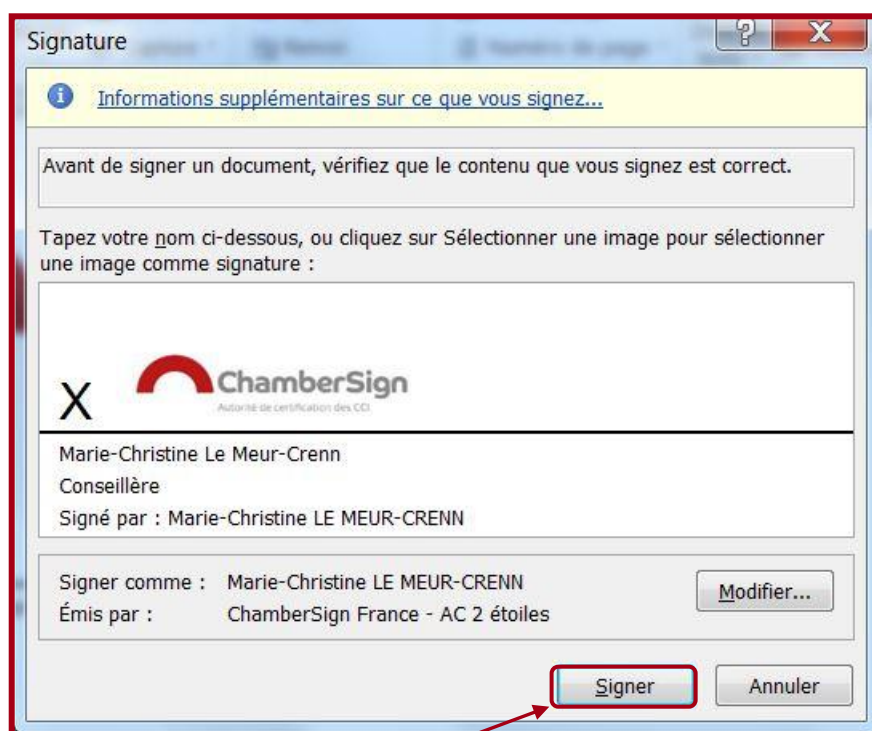 Signature
Informations supplémentaires sur ce que vous signez...
Avant de signer un document, vérifiez que le contenu que vous signez est correct.
Tapez votre nom ci-dessous, ou cliquez sur Sélectionner une image pour sélectionner
une image comme signature :
X ChamberSign
Autorité de certification des CCI
Marie-Christine Le Meur-Crenn
Conseillère
Signé par : Marie-Christine LE MEUR-CRENN
Signer comme : Marie-Christine LE MEUR-CRENN
Modifier...
Émis par : ChamberSign France - AC 2 étoiles
Signer Annuler